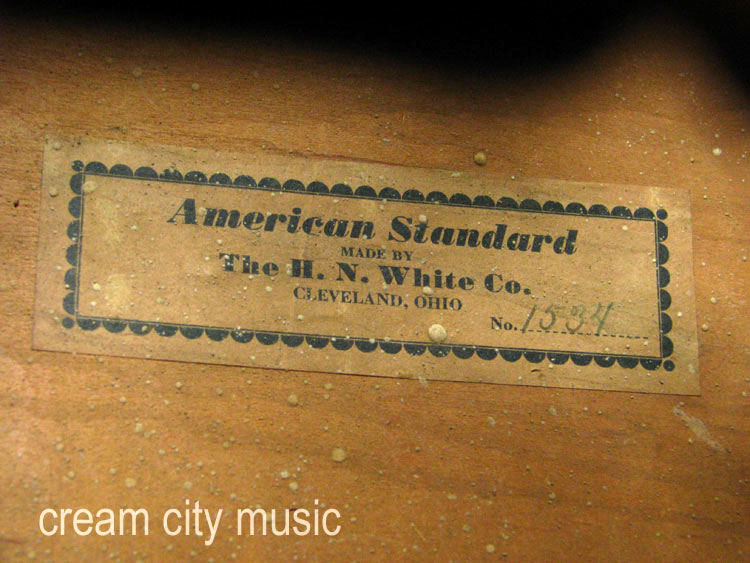 American Standard
MADE BY
The H. N. White Co.
CLEVELAND, OHIO
No. 1534
cream city music